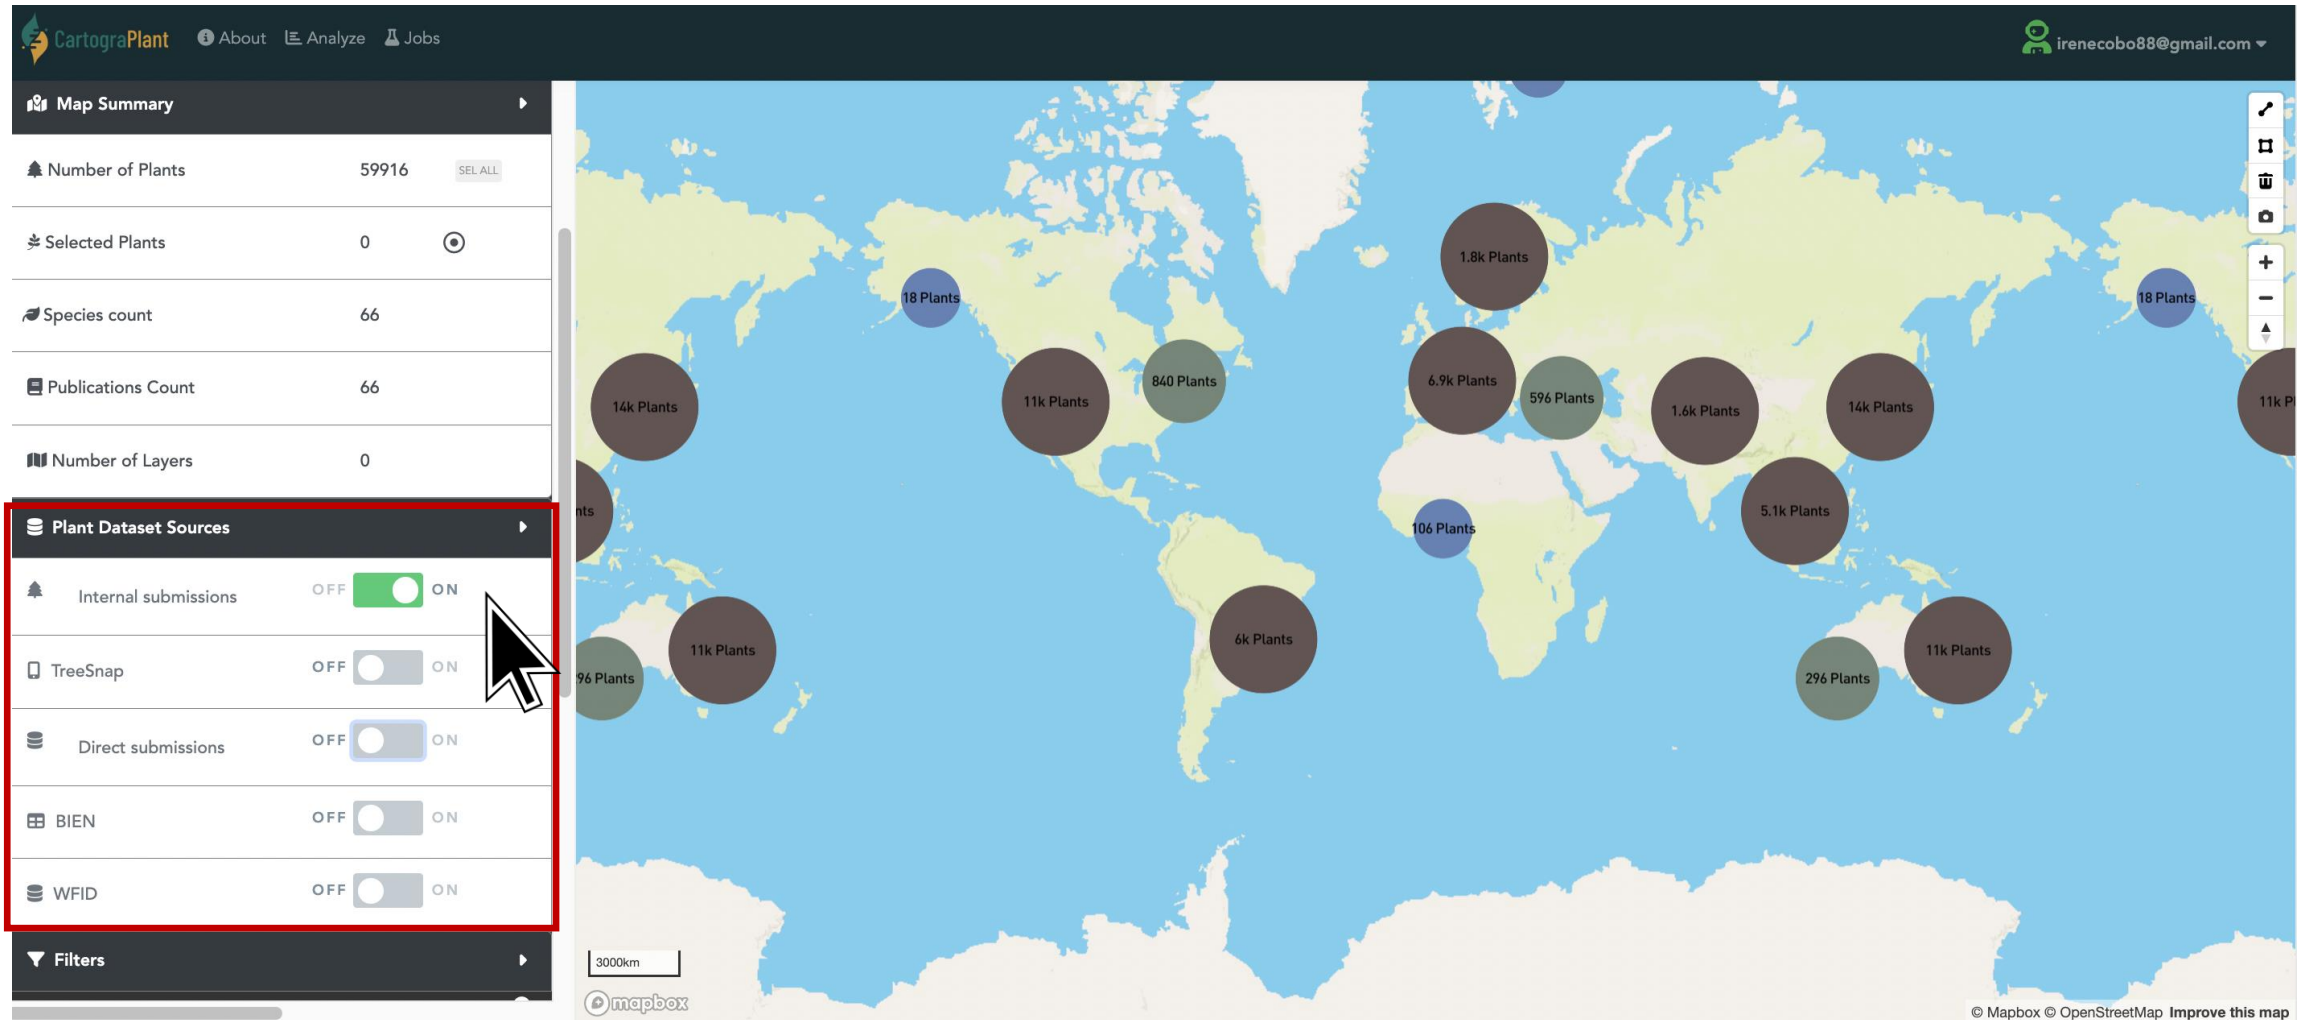 CartograPlant About Analyze Jobs irenecobo88@gmail.com
Map Summary
Number of Plants 59916 SEL ALL
Selected Plants 0
Species count 66
Publications Count 66
Number of Layers 0
Plant Dataset Sources
Internal submissions OFF ON
TreeSnap OFF ON
Direct submissions OFF ON
BIEN OFF ON
WFID OFF ON
Filters
1.8k Plants
18 Plants
18 Plants
14k Plants
11k Plants
840 Plants
6.9k Plants
596 Plants
1.6k Plants
14k Plants
11k P
nts
106 Plants
5.1k Plants
96 Plants
11k Plants
6k Plants
296 Plants
11k Plants
3000km
mapbox
© Mapbox © OpenStreetMap Improve this map